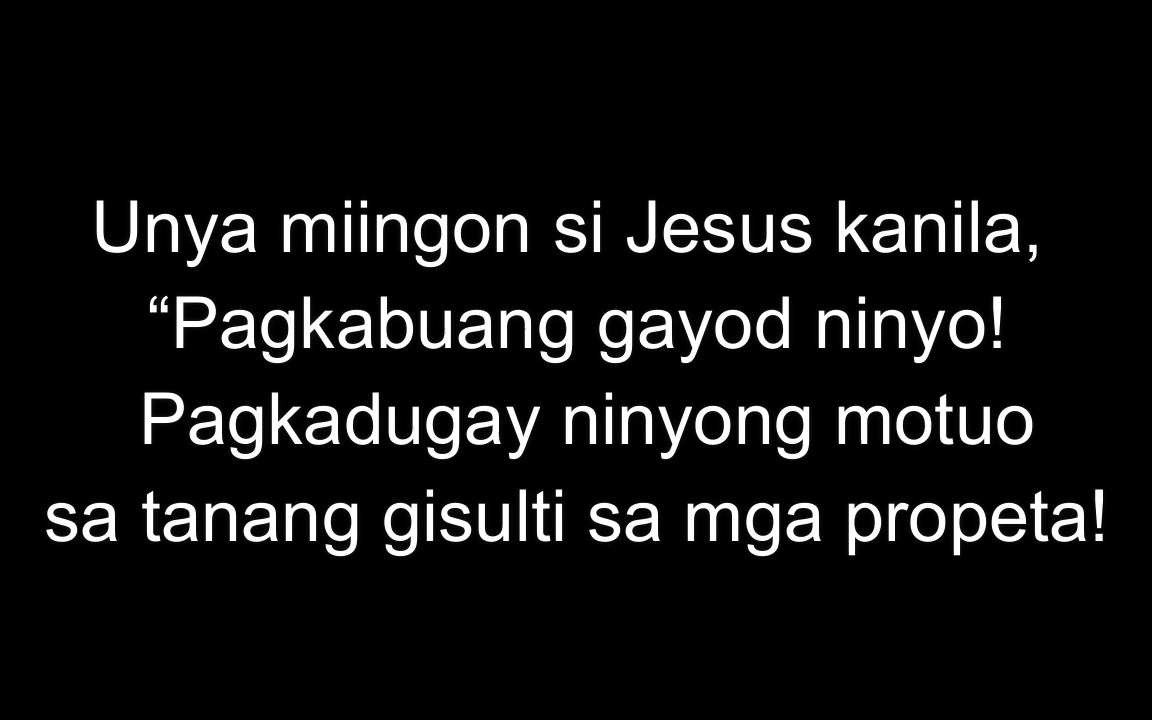 Unya miingon si Jesus kanila,
“Pagkabuang gayod ninyo!
Pagkadugay ninyong motuo
sa tanang gisulti sa mga propeta!